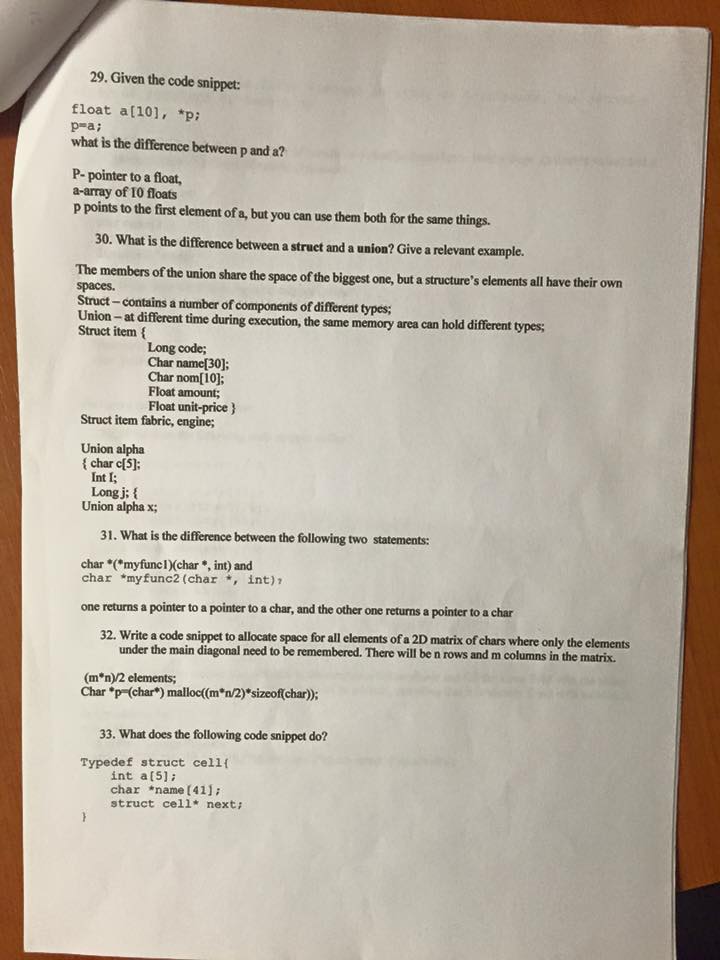 29. Given the code snippet:
float a[10], *p;
p=a;
what is the difference between p and a?
P- pointer to a float,
a-array of 10 floats
p points to the first element of a, but you can use them both for the same things.
30. What is the difference between a struct and a union? Give a relevant example.
The members of the union share the space of the biggest one, but a structure's elements all have their own
spaces.
Struct – contains a number of components of different types;
Union – at different time during execution, the same memory area can hold different types;
Struct item {
Long code;
Char name[30];
Char nom[10];
Float amount;
Float unit-price }
Struct item fabric, engine;
Union alpha
{ char c[5];
Int I;
Long j; {
Union alpha x;
31. What is the difference between the following two statements:
char *(*myfunc1)(char *, int) and
char *myfunc2(char *, int)?
one returns a pointer to a pointer to a char, and the other one returns a pointer to a char
32. Write a code snippet to allocate space for all elements of a 2D matrix of chars where only the elements
under the main diagonal need to be remembered. There will be n rows and m columns in the matrix.
(m*n)/2 elements;
Char *p=(char*) malloc((m*n/2)*sizeof(char));
33. What does the following code snippet do?
Typedef struct cell{
int a[5];
char *name[41];
struct cell* next;
}